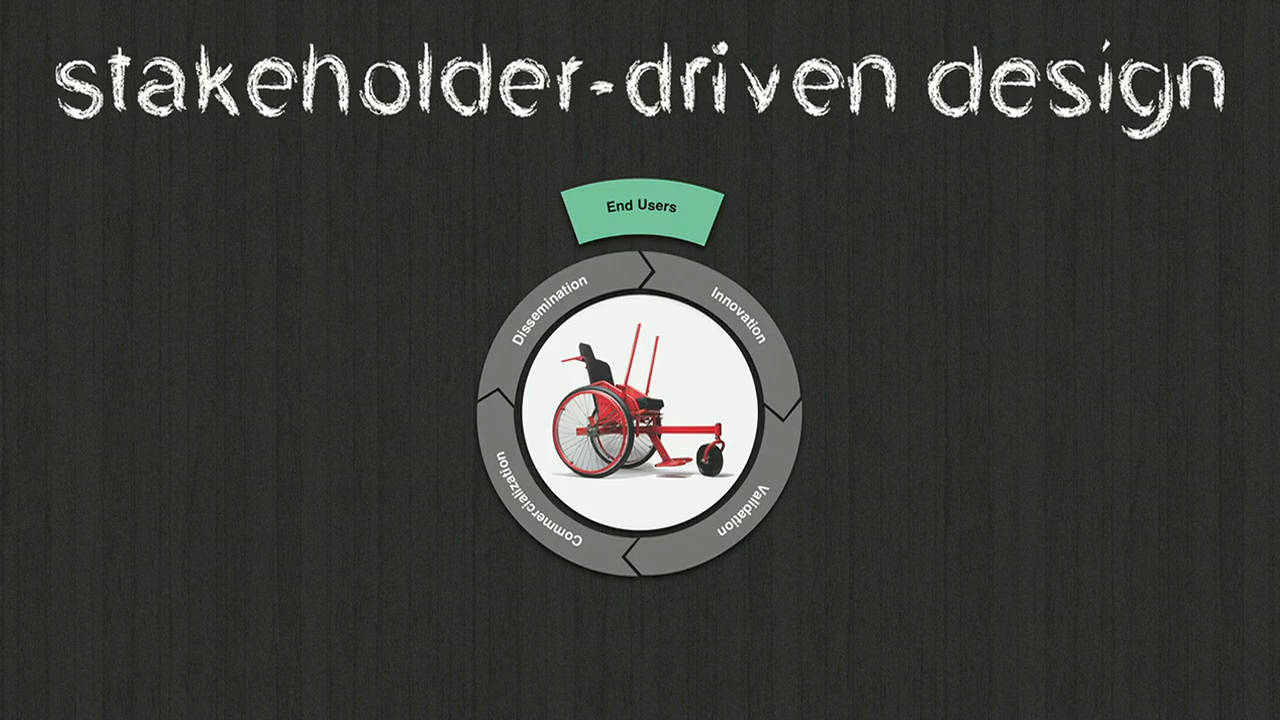 stakeholder-driven design
End Users
Dissemination
Innovation
Commercialization
Validation